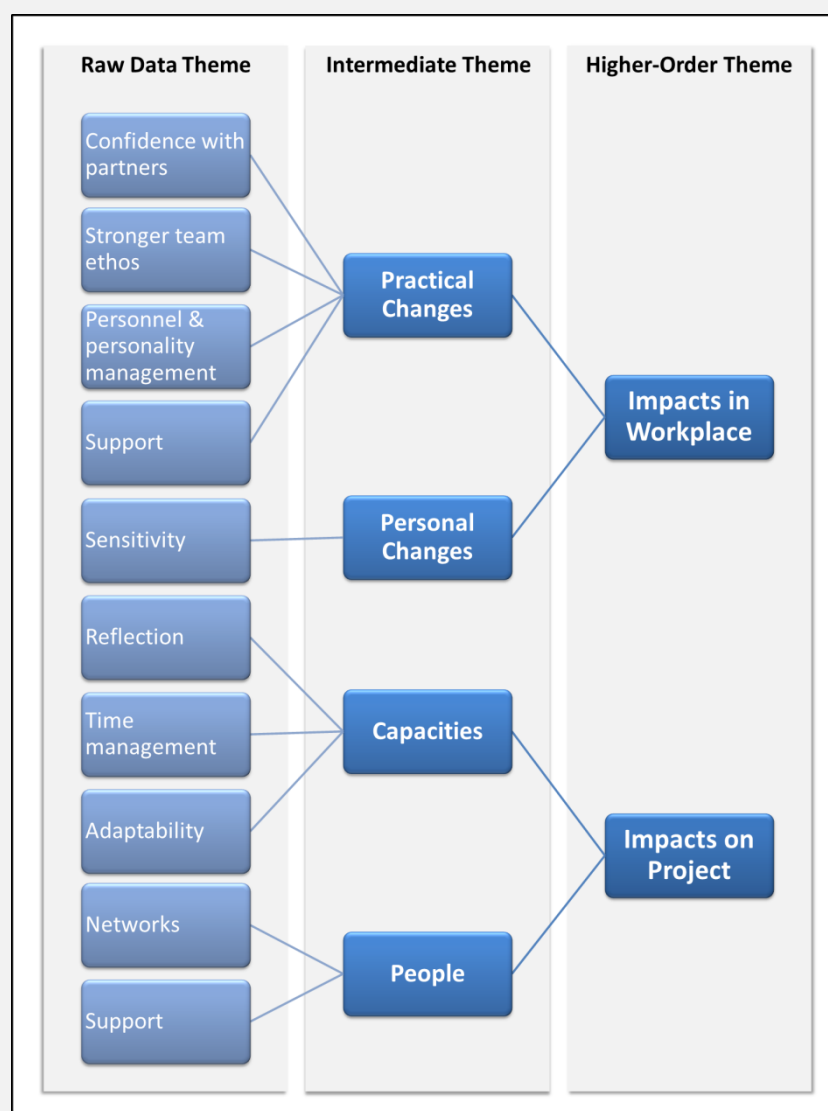 Raw Data Theme
Intermediate Theme
Higher-Order Theme
Confidence with
partners
Stronger team
ethos
Personnel &
personality
management
Support
Sensitivity
Reflection
Time
management
Adaptability
Networks
Support
Practical
Changes
Personal
Changes
Capacities
People
Impacts in
Workplace
Impacts on
Project